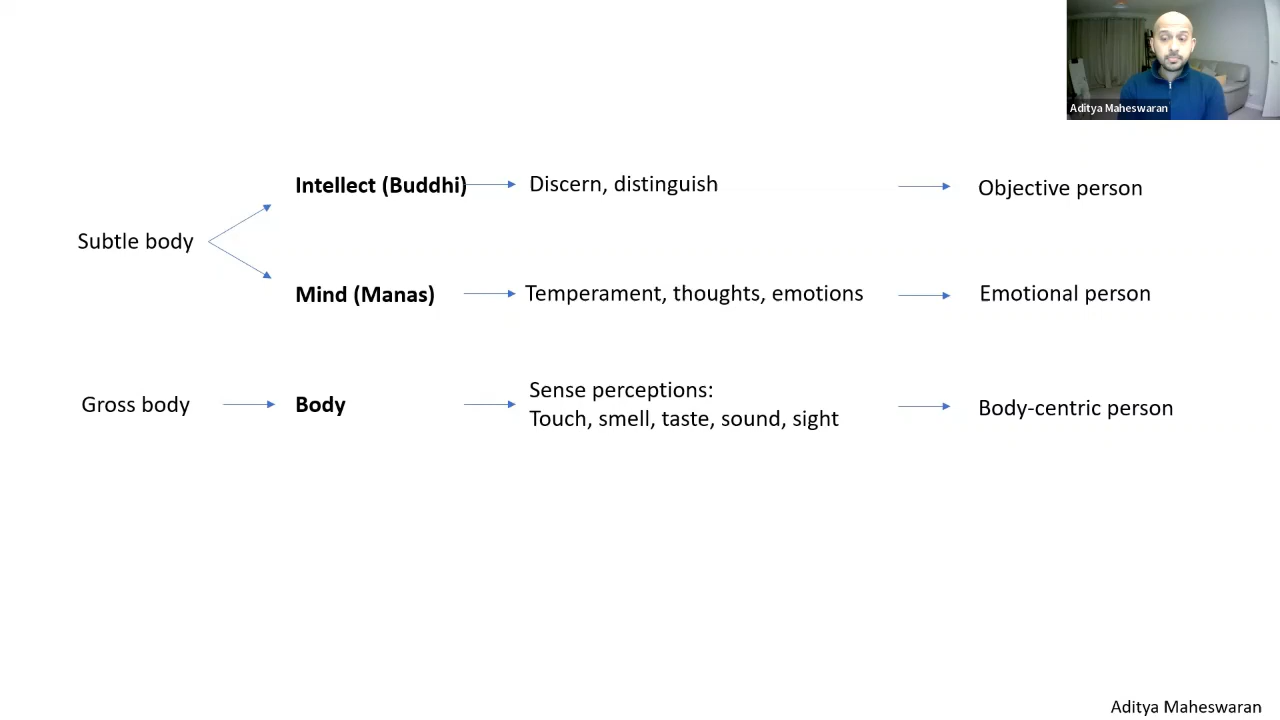 Aditya Maheswaran
Intellect (Buddhi)
Discern, distinguish
Objective person
Subtle body
Mind (Manas)
Temperament, thoughts, emotions
Emotional person
Gross body
Body
Sense perceptions:
Touch, smell, taste, sound, sight
Body-centric person
Aditya Maheswaran